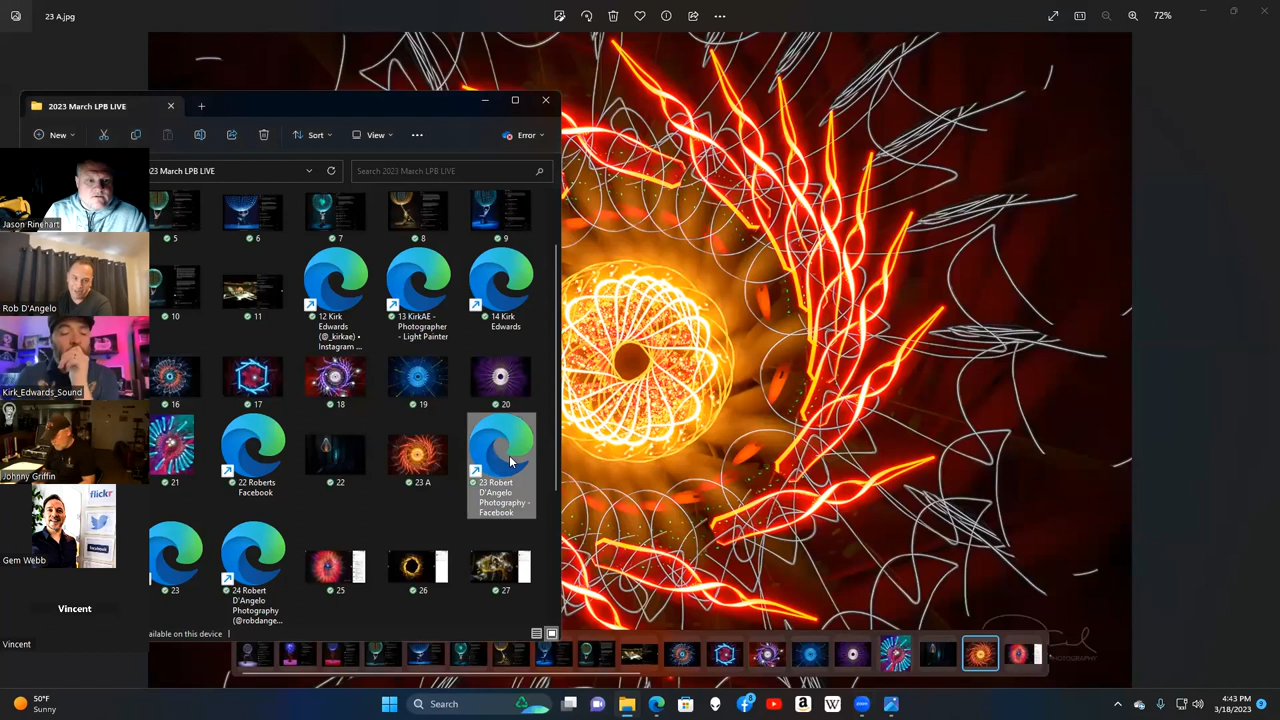 23 A.jpg
72%
2023 March LPB LIVE
New
Sort
View
Error
2023 March LPB LIVE
Search 2023 March LPB LIVE
5
6
7
8
9
10
11
12 Kirk
Edwards
(@_kirkae) •
Instagram ...
13 KirkAE -
Photographer
- Light Painter
14 Kirk
Edwards
16
17
18
19
20
21
22 Roberts
Facebook
22
23 A
23 Robert
D'Angelo
Photography -
Facebook
23
24 Robert
D'Angelo
Photography
(@robdange...
25
26
27
ailable on this device
Jason Rinehart
Rob D'Angelo
Kirk_Edwards_Sound
Johnny Griffin
flickr
facebook
Gem Webb
Vincent
Vincent
PHOTOGRAPHY
50°F
Sunny
Search
8
4:43 PM
3/18/2023